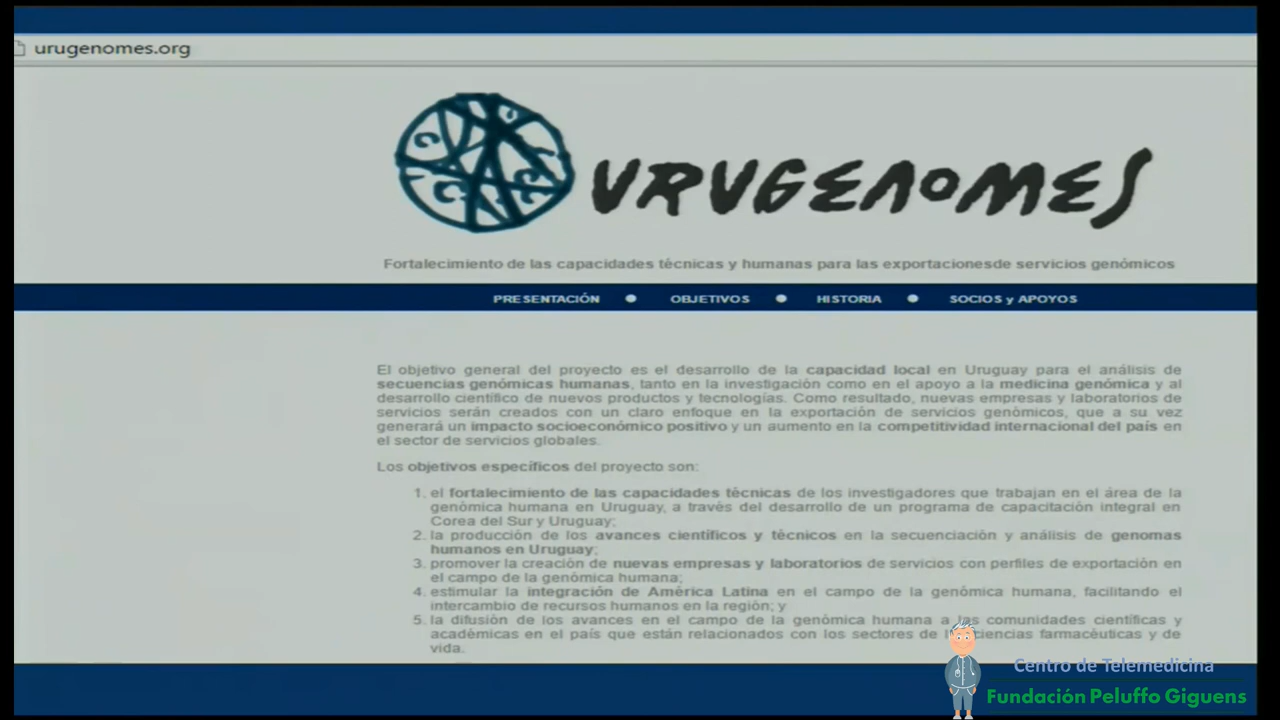 urugenomes.org
URUGENOMES
Fortalecimiento de las capacidades técnicas y humanas para las exportacionesde servicios genómicos
PRESENTACIÓN ● OBJETIVOS ● HISTORIA ● SOCIOS y APOYOS
El objetivo general del proyecto es el desarrollo de la capacidad local en Uruguay para el análisis de
secuencias genómicas humanas, tanto en la investigación como en el apoyo a la medicina genómica y al
desarrollo científico de nuevos productos y tecnologías. Como resultado, nuevas empresas y laboratorios de
servicios serán creados con un claro enfoque en la exportación de servicios genómicos, que a su vez
generará un impacto socioeconómico positivo y un aumento en la competitividad internacional del país en
el sector de servicios globales.
Los objetivos específicos del proyecto son:
1. el fortalecimiento de las capacidades técnicas de los investigadores que trabajan en el área de la
genómica humana en Uruguay, a través del desarrollo de un programa de capacitación integral en
Corea del Sur y Uruguay;
2. la producción de los avances científicos y técnicos en la secuenciación y análisis de genomas
humanos en Uruguay;
3. promover la creación de nuevas empresas y laboratorios de servicios con perfiles de exportación en
el campo de la genómica humana;
4. estimular la integración de América Latina en el campo de la genómica humana, facilitando el
intercambio de recursos humanos en la región; y
5. la difusión de los avances en el campo de la genómica humana a las comunidades científicas y
académicas en el país que están relacionados con los sectores de ciencias farmacéuticas y de
vida.
Centro de Telemedicina
Fundación Peluffo Giguens